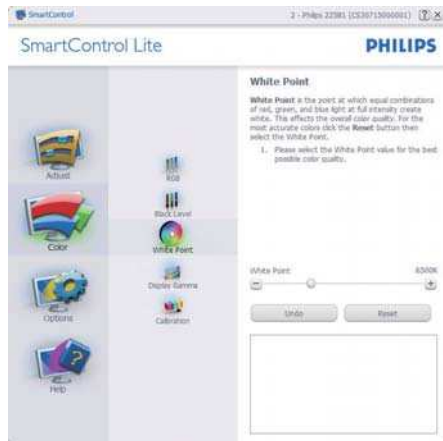 SmartControl
2 - Philips 225B1 (CS30715000001)
SmartControl Lite
PHILIPS
Adjust
Color
Options
Help
RGB
Black Level
White Point
Display Gamma
Calibration
White Point
White Point is the point at which equal combinations
of red, green, and blue light at full intensity create
white. This effects the overall color quality. For the
most accurate colors click the Reset button then
select the White Point.
1. Please select the White Point value for the best
possible color quality.
White Point 6500K
Undo Reset